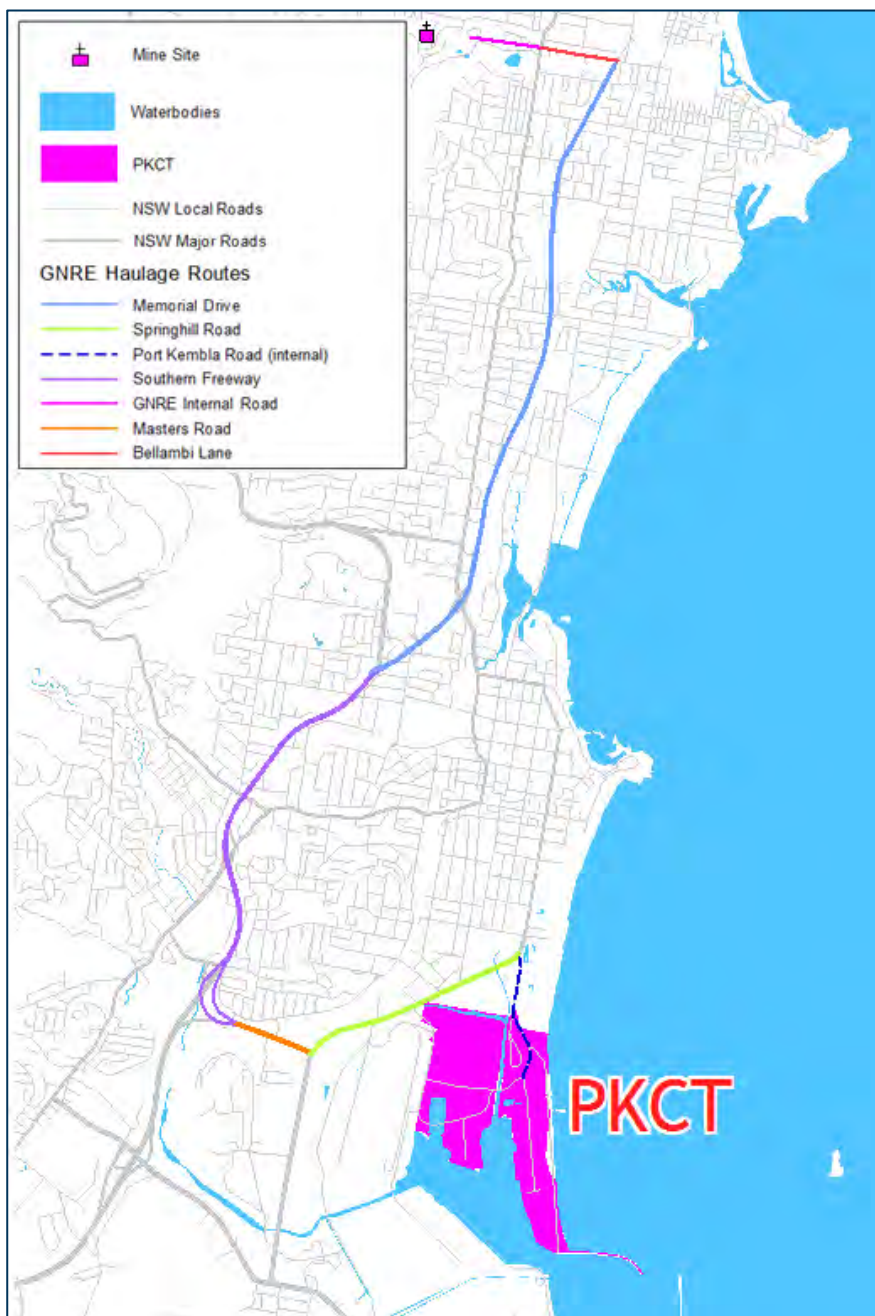 Mine Site
Waterbodies
PKCT
NSW Local Roads
NSW Major Roads
GNRE Haulage Routes
Memorial Drive
Springhill Road
Port Kembla Road (internal)
Southern Freeway
GNRE Internal Road
Masters Road
Bellambi Lane
PKCT